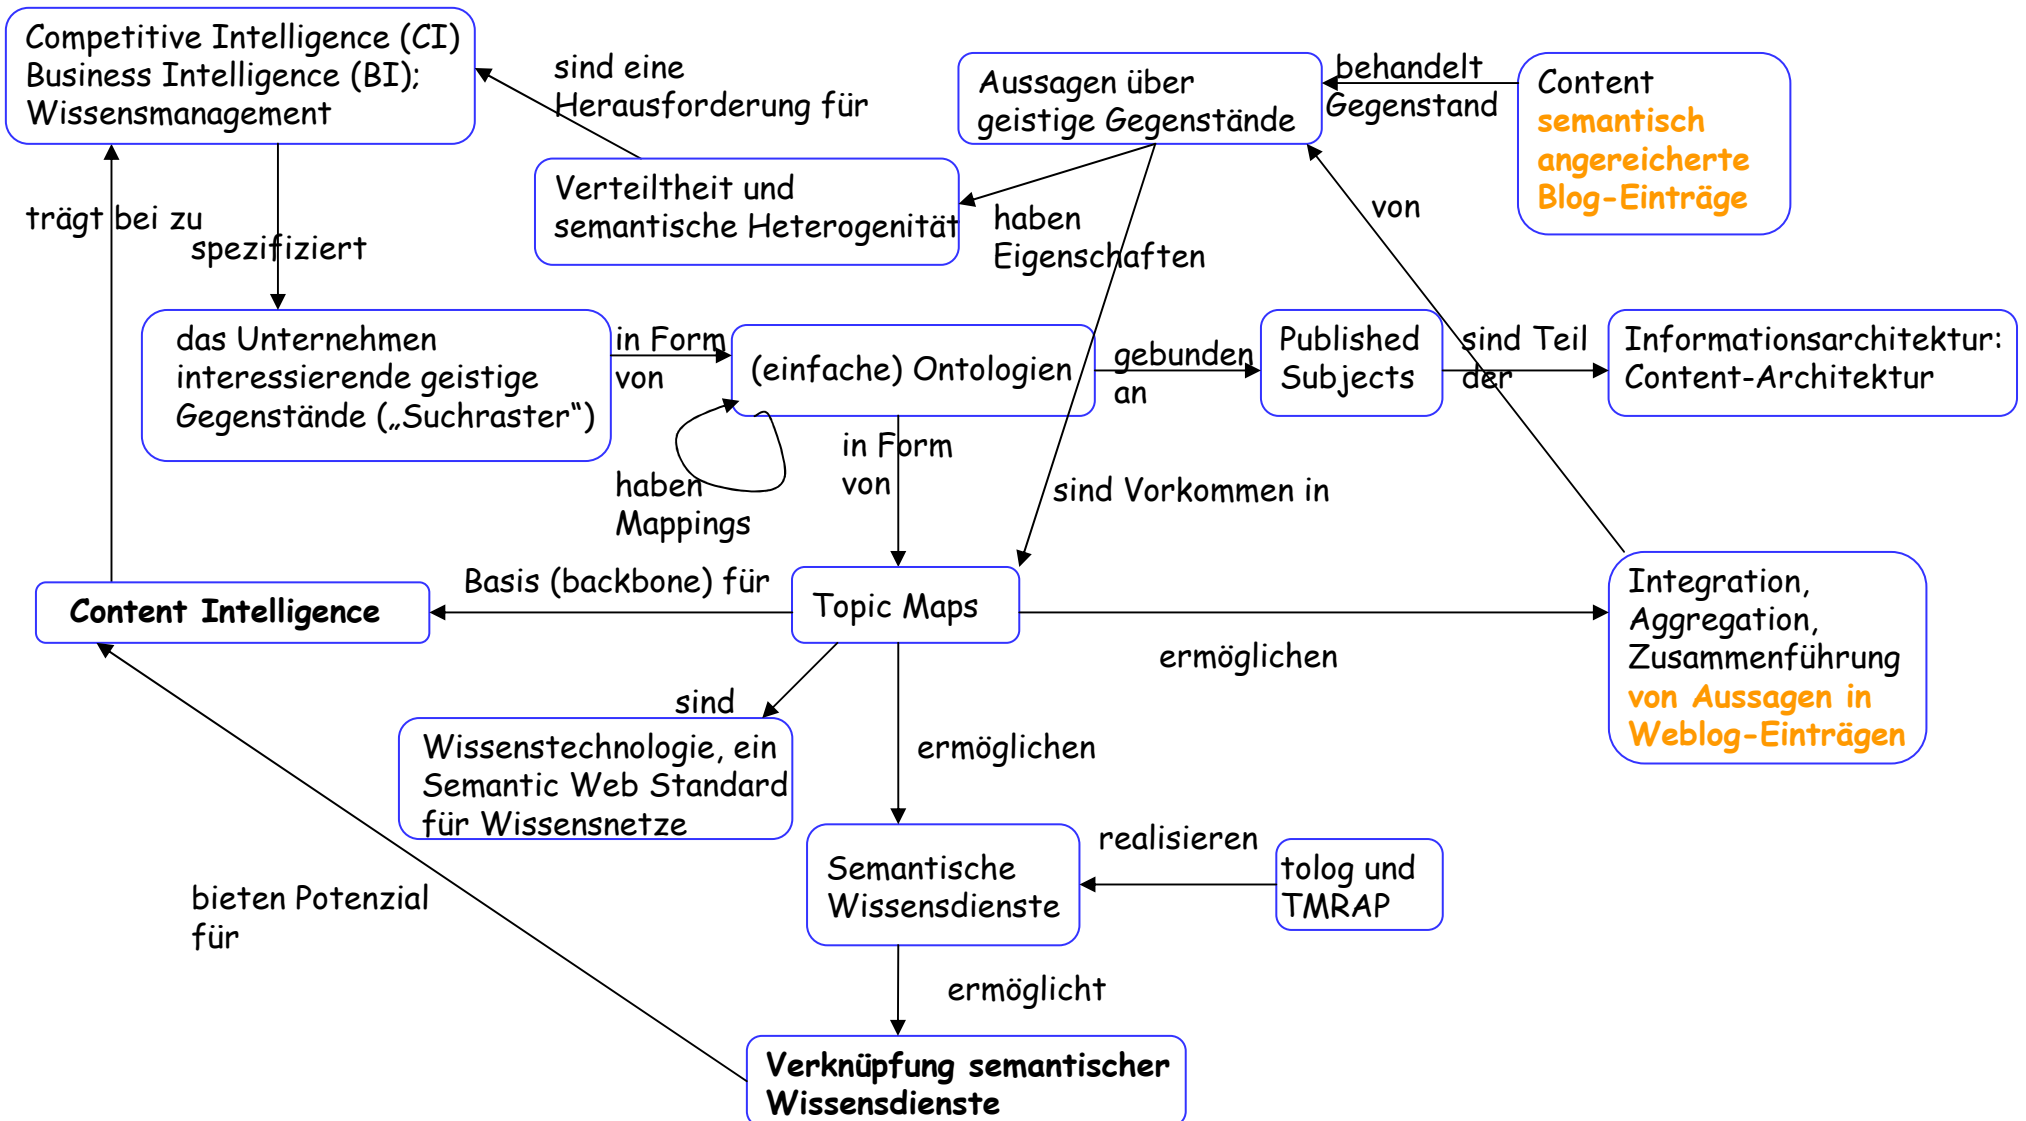 Competitive Intelligence (CI)
Business Intelligence (BI);
Wissensmanagement
sind eine
Herausforderung für
Aussagen über
geistige Gegenstände
behandelt
Gegenstand
Content
semantisch
angereicherte
Blog-Einträge
Verteiltheit und
semantische Heterogenität
trägt bei zu
spezifiziert
haben
Eigenschaften
von
das Unternehmen
interessierende geistige
Gegenstände („Suchraster“)
in Form
von
(einfache) Ontologien
gebunden
an
Published
Subjects
sind Teil
der
Informationsarchitektur:
Content-Architektur
haben
Mappings
in Form
von
sind Vorkommen in
Content Intelligence
Basis (backbone) für
Topic Maps
ermöglichen
Integration,
Aggregation,
Zusammenführung
von Aussagen in
Weblog-Einträgen
sind
Wissenstechnologie, ein
Semantic Web Standard
für Wissensnetze
ermöglichen
Semantische
Wissensdienste
realisieren
tolog und
TMRAP
bieten Potenzial
für
ermöglicht
Verknüpfung semantischer
Wissensdienste